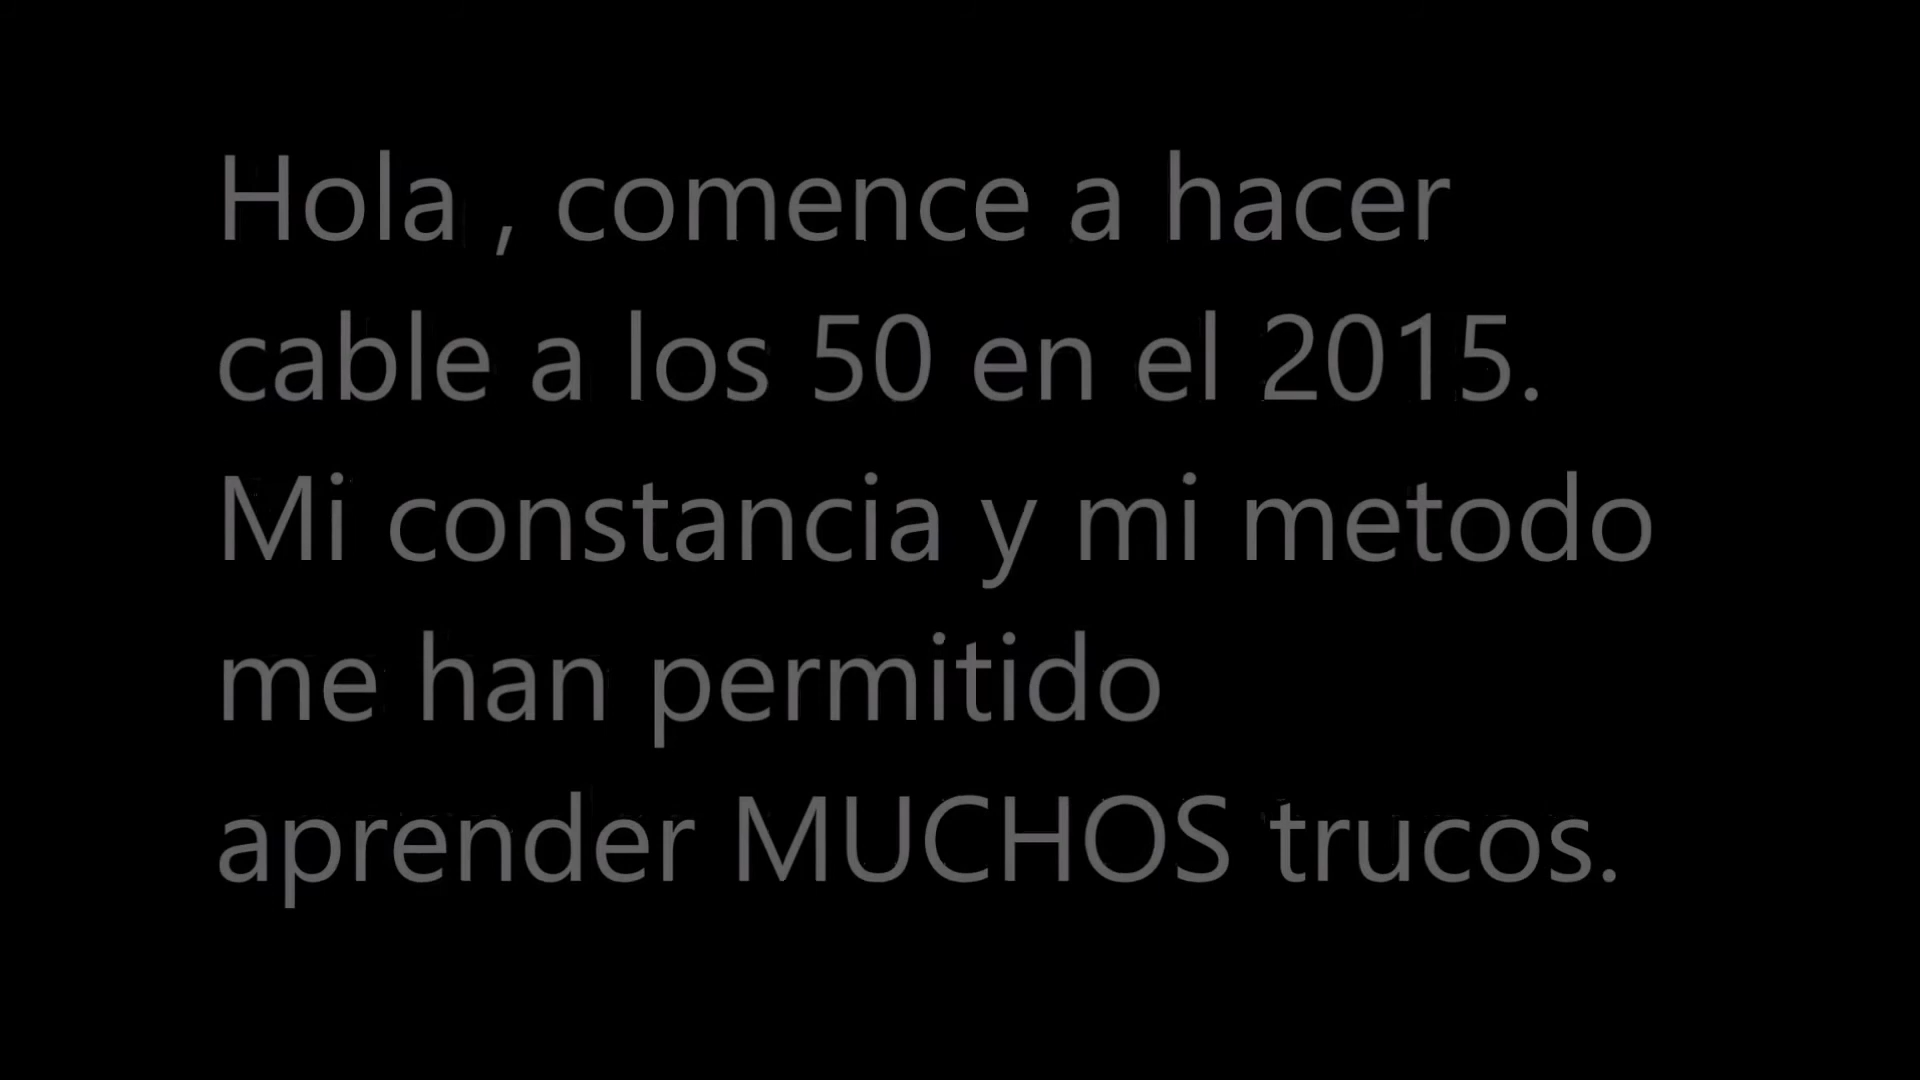 Hola , comence a hacer
cable a los 50 en el 2015.
Mi constancia y mi metodo
me han permitido
aprender MUCHOS trucos.